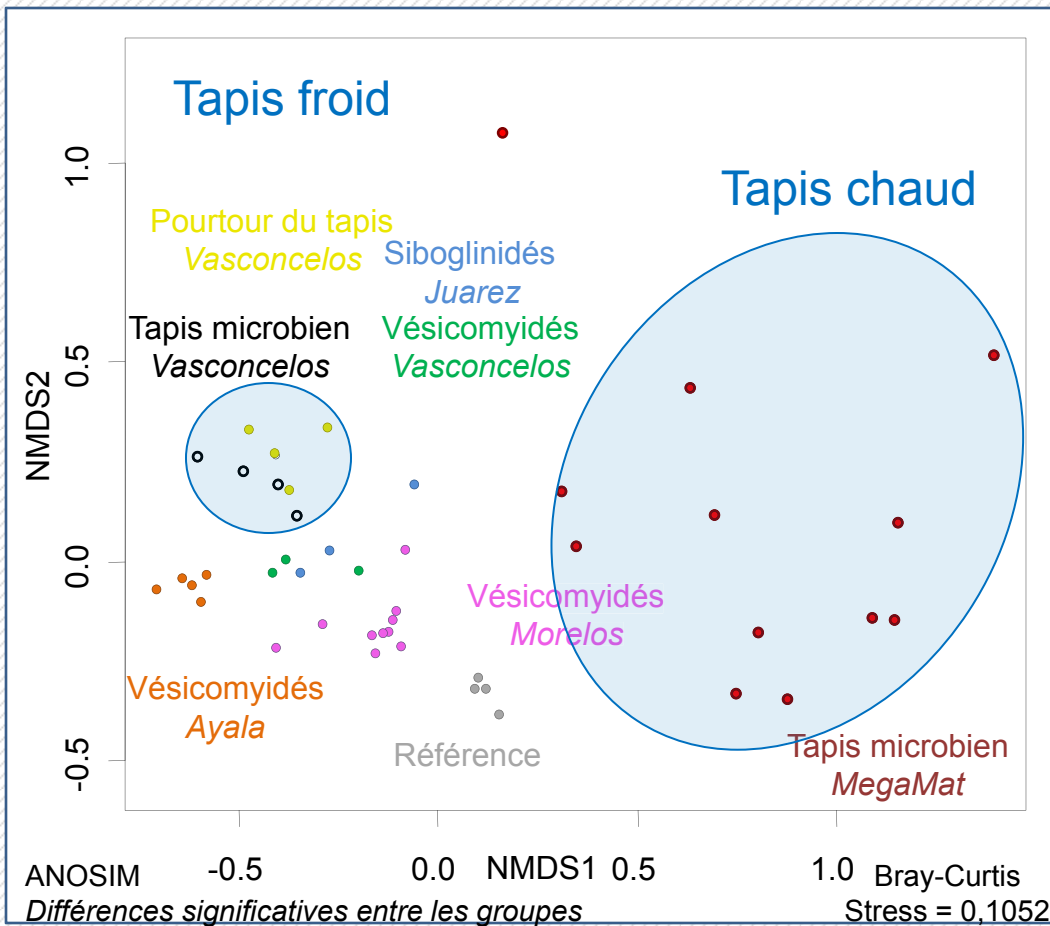 Tapis froid
1.0
Tapis chaud
Pourtour du tapis
Vasconcelos
Siboglinidés
Juarez
Tapis microbien
Vasconcelos
Vésicomyidés
Vasconcelos
0.5
NMDS2
0.0
Vésicomyidés
Morelos
Vésicomyidés
Ayala
Référence
-0.5
Tapis microbien
MegaMat
-0.5 0.0 NMDS1 0.5 1.0
ANOSIM
Bray-Curtis
Différences significatives entre les groupes
Stress = 0,1052